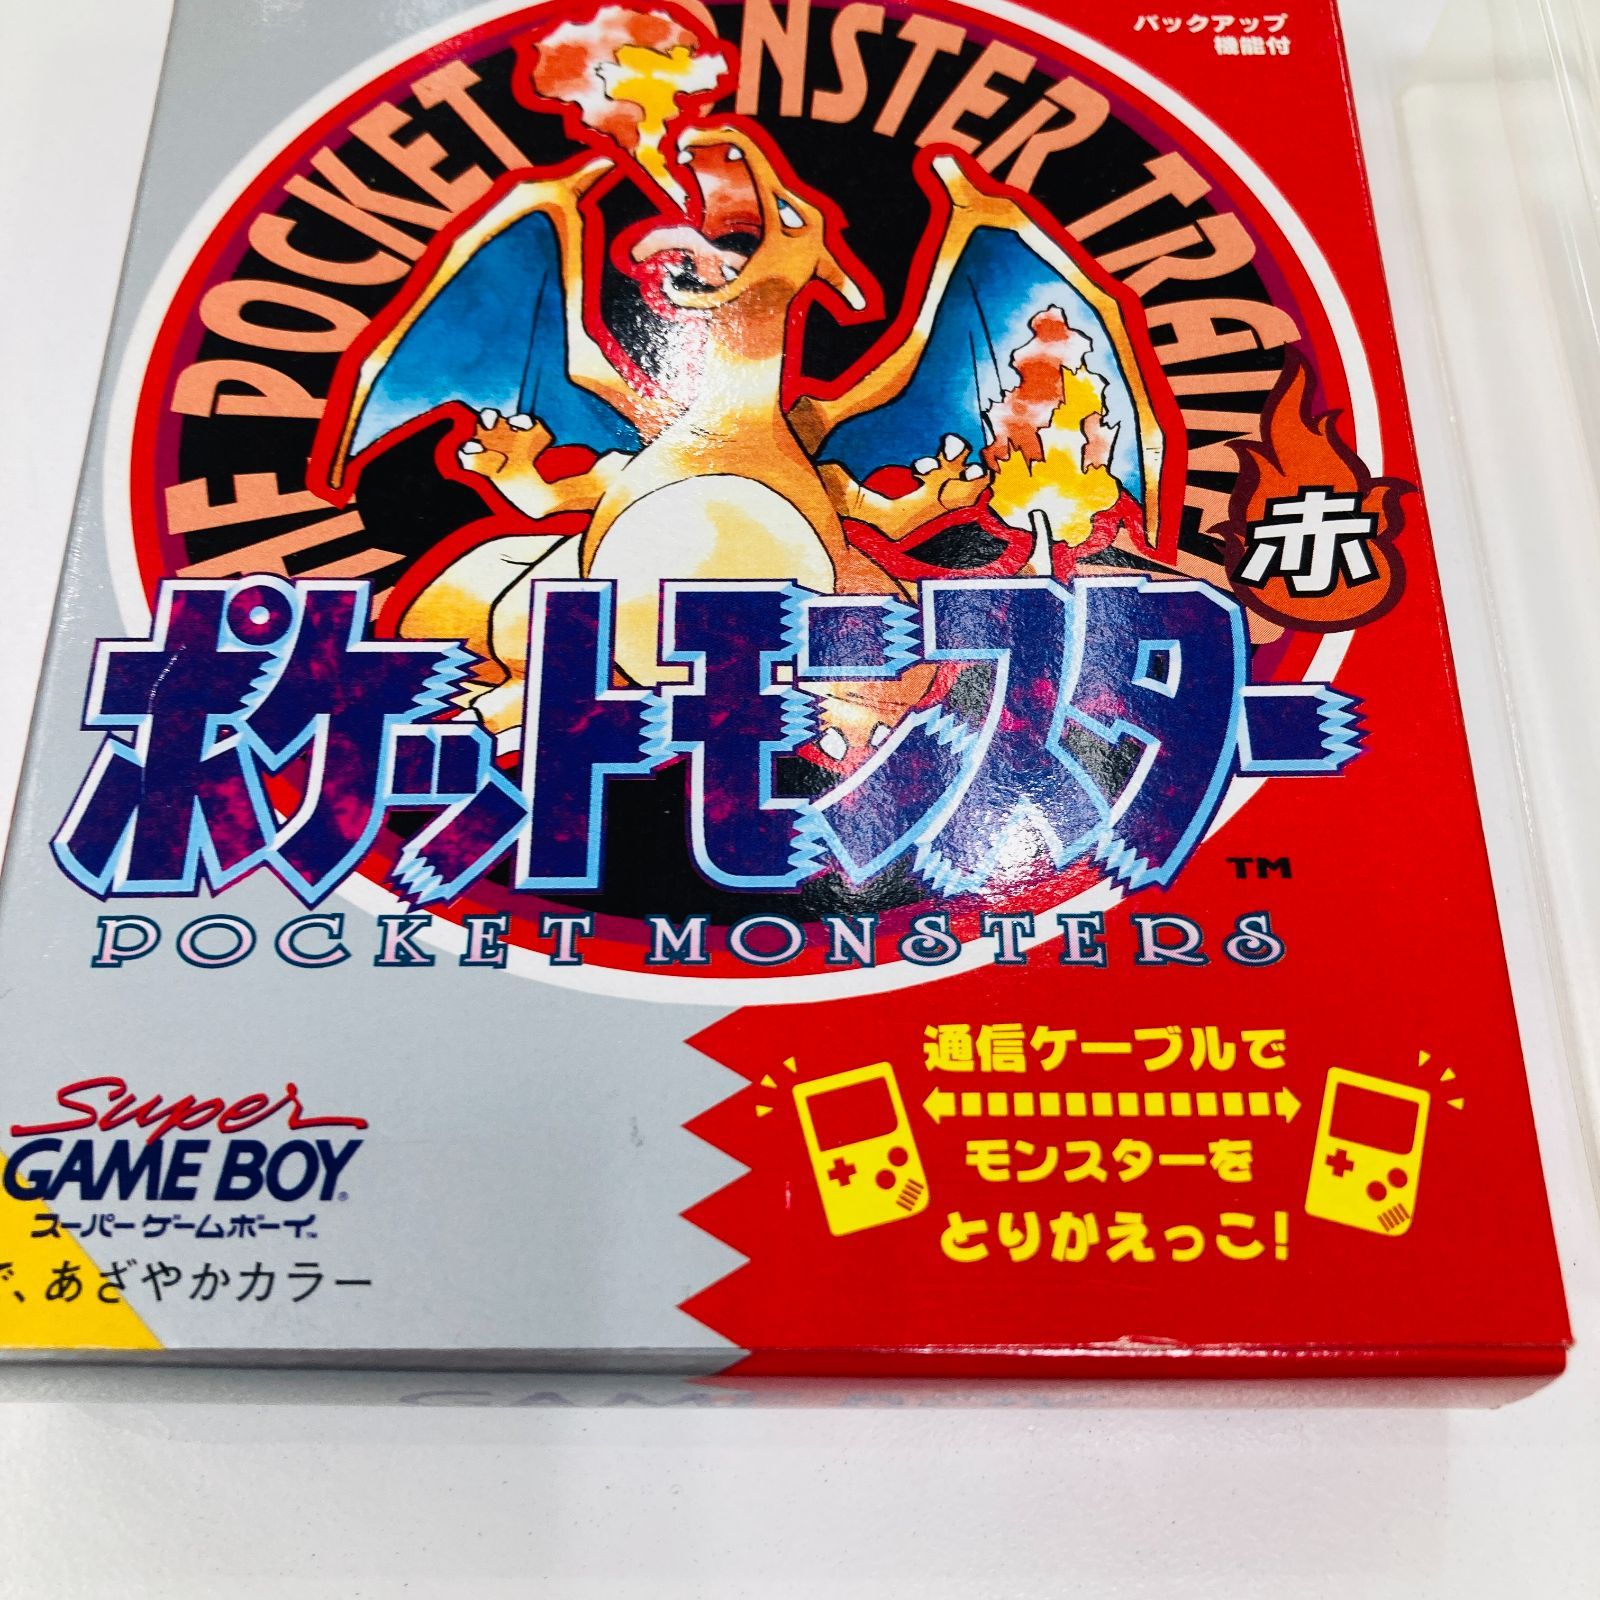 バックアップ
機能付
THE POCKET MONSTER TRAINER
赤
ポケットモンスター
TM
POCKET MONSTERS
通信ケーブルで
モンスターを
とりかえっこ!
Super
GAME BOY®
スーパーゲームボーイ™
で、あざやかカラー